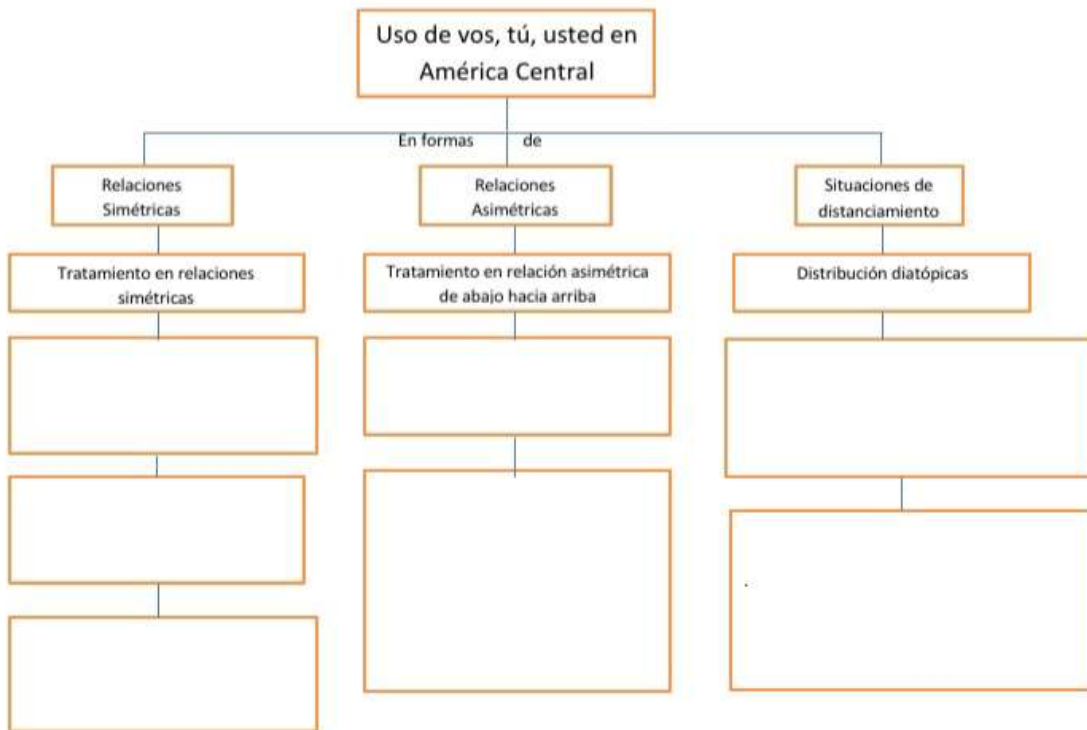 Uso de vos, tú, usted en
América Central
En formas de
Relaciones
Simétricas
Relaciones
Asimétricas
Situaciones de
distanciamiento
Tratamiento en relaciones
simétricas
Tratamiento en relación asimétrica
de abajo hacia arriba
Distribución diatópicas
.